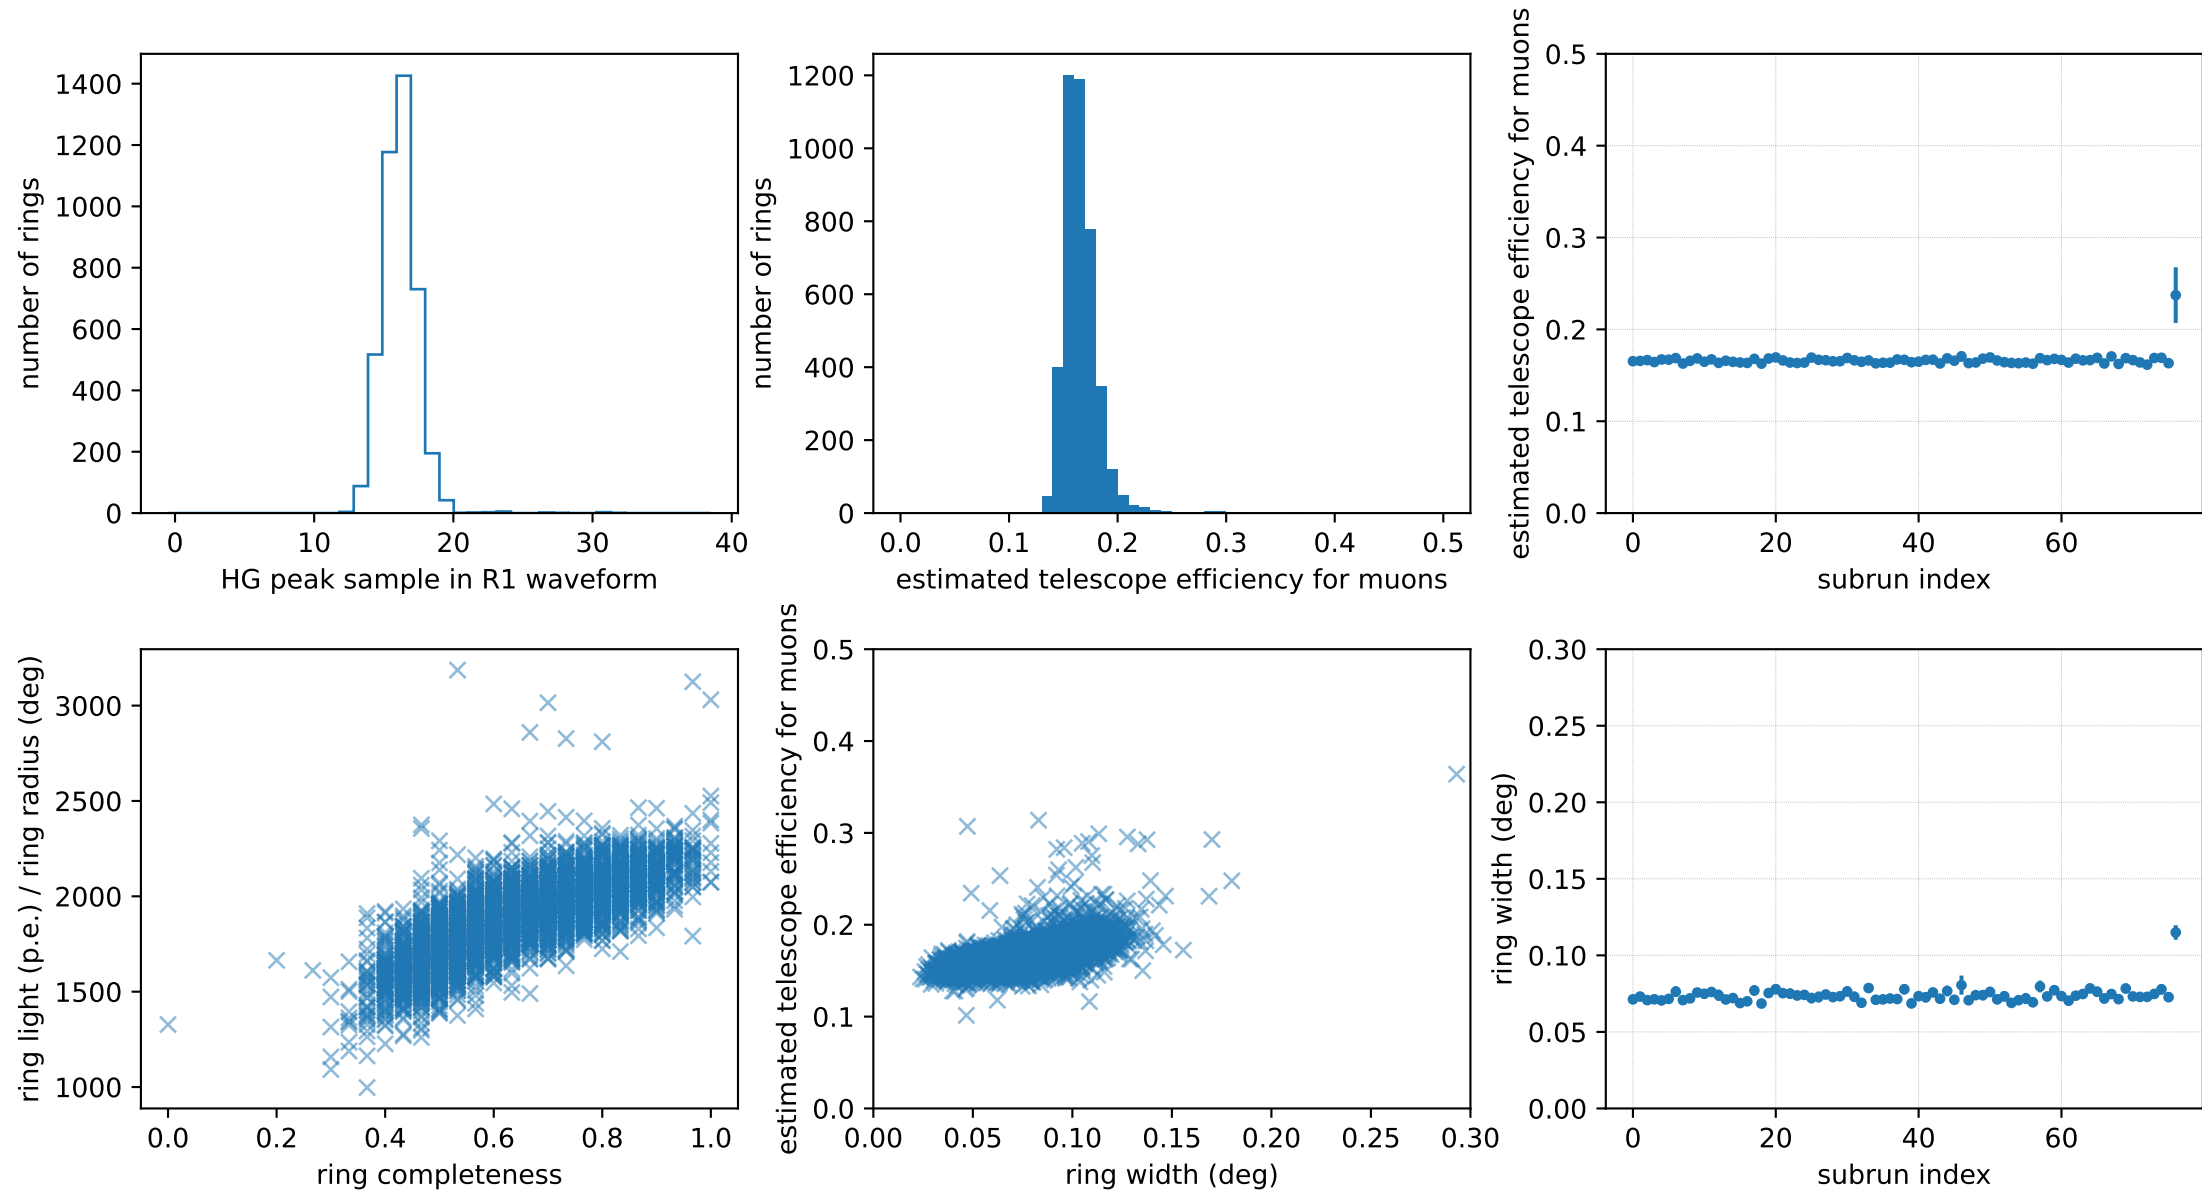 number of rings
1400
1200
1000
800
600
400
200
0
0 10 20 30 40
HG peak sample in R1 waveform
number of rings
1200
1000
800
600
400
200
0
0.0 0.1 0.2 0.3 0.4 0.5
estimated telescope efficiency for muons
estimated telescope efficiency for muons
0.5
0.4
0.3
0.2
0.1
0.0
0 20 40 60
subrun index
ring light (p.e.) / ring radius (deg)
3000
2500
2000
1500
1000
0.0 0.2 0.4 0.6 0.8 1.0
ring completeness
estimated telescope efficiency for muons
0.5
0.4
0.3
0.2
0.1
0.0
0.00 0.05 0.10 0.15 0.20 0.25 0.30
ring width (deg)
ring width (deg)
0.30
0.25
0.20
0.15
0.10
0.05
0.00
0 20 40 60
subrun index